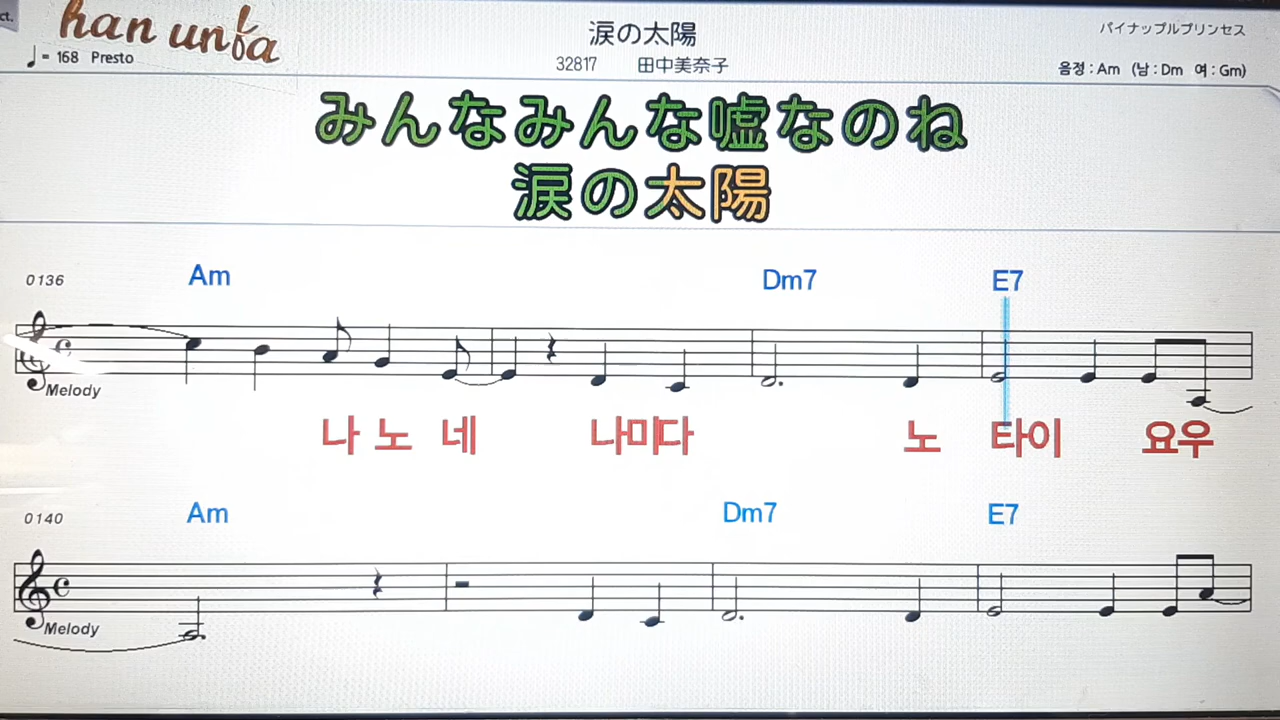 ct.
han unfa
♩= 168 Presto
涙の太陽
32817 田中美奈子
パイナップルプリンセス
음정 : Am (남 : Dm 여 : Gm)
みんなみんな嘘なのね
涙の太陽
0136 Am Dm7 E7
Melody
나 노 네 나미다 노 타이 요우
0140 Am Dm7 E7
Melody